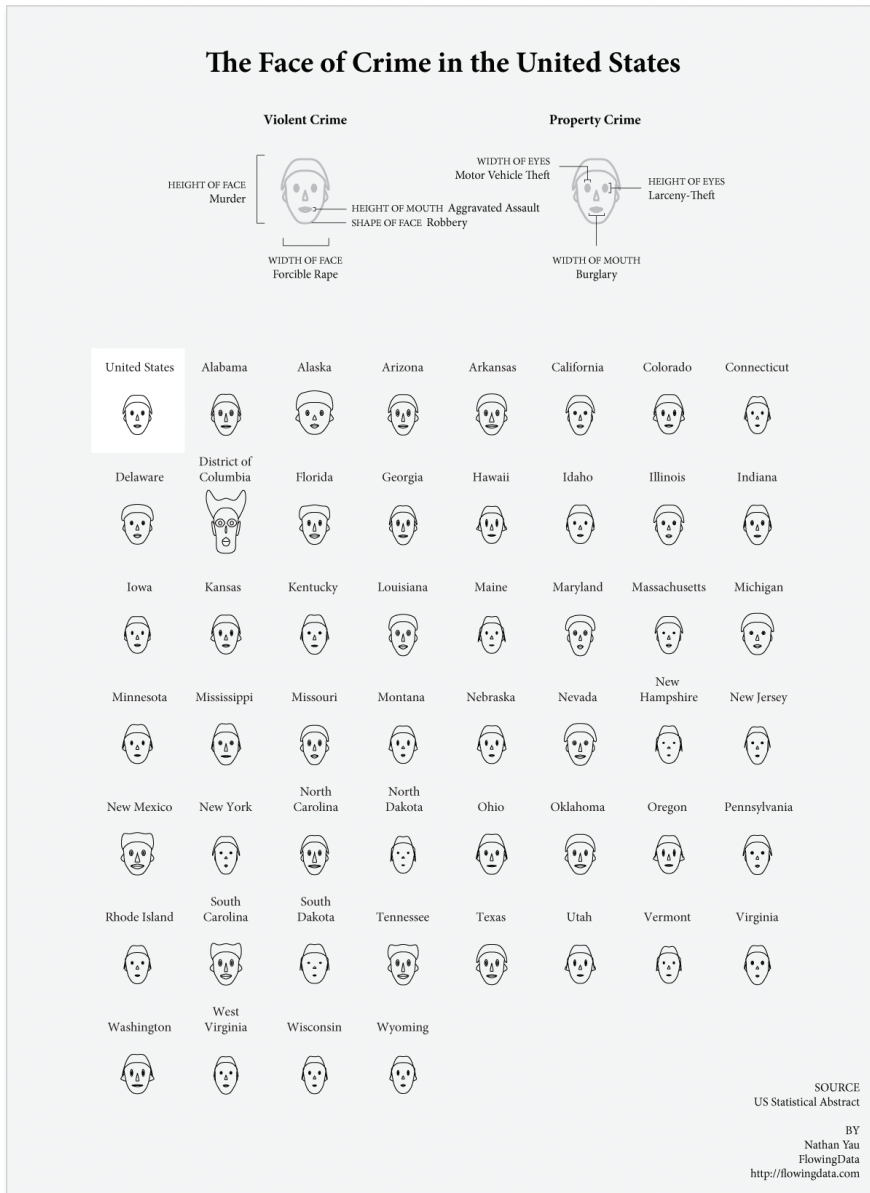 The Face of Crime in the United States
Violent Crime
HEIGHT OF FACE
Murder
HEIGHT OF MOUTH Aggravated Assault
SHAPE OF FACE Robbery
WIDTH OF FACE
Forcible Rape
Property Crime
WIDTH OF EYES
Motor Vehicle Theft
HEIGHT OF EYES
Larceny-Theft
WIDTH OF MOUTH
Burglary
United States
Alabama
Alaska
Arizona
Arkansas
California
Colorado
Connecticut
Delaware
District of
Columbia
Florida
Georgia
Hawaii
Idaho
Illinois
Indiana
Iowa
Kansas
Kentucky
Louisiana
Maine
Maryland
Massachusetts
Michigan
Minnesota
Mississippi
Missouri
Montana
Nebraska
Nevada
New
Hampshire
New Jersey
New Mexico
New York
North
Carolina
North
Dakota
Ohio
Oklahoma
Oregon
Pennsylvania
Rhode Island
South
Carolina
South
Dakota
Tennessee
Texas
Utah
Vermont
Virginia
Washington
West
Virginia
Wisconsin
Wyoming
SOURCE
US Statistical Abstract
BY
Nathan Yau
FlowingData
http://flowingdata.com